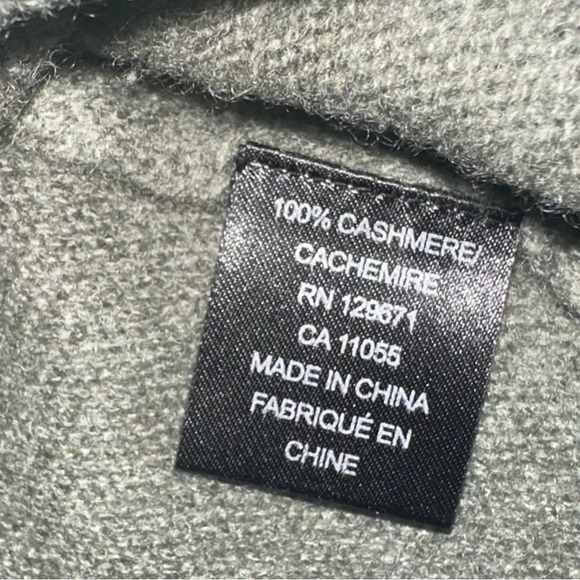 100% CASHMERE/
CACHEMIRE
RN 129671
CA 11055
MADE IN CHINA
FABRIQUÉ EN
CHINE